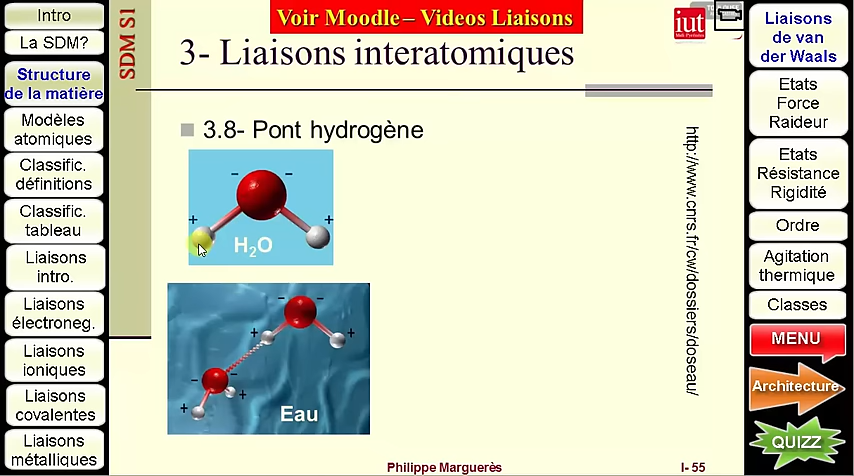 Intro
La SDM?
Structure
de la matière
Modèles
atomiques
Classific.
définitions
Classific.
tableau
Liaisons
intro.
Liaisons
électroneg.
Liaisons
ioniques
Liaisons
covalentes
Liaisons
métalliques
SDM S1
Voir Moodle – Videos Liaisons
iut
3- Liaisons interatomiques
3.8- Pont hydrogène
- -
+ +
H2O
- -
+ +
- -
+ +
Eau
http://www.cnrs.fr/cw/dossiers/doseau/
Philippe Marguerès
I- 55
Liaisons
de van
der Waals
Etats
Force
Raideur
Etats
Résistance
Rigidité
Ordre
Agitation
thermique
Classes
MENU
Architecture
QUIZZ